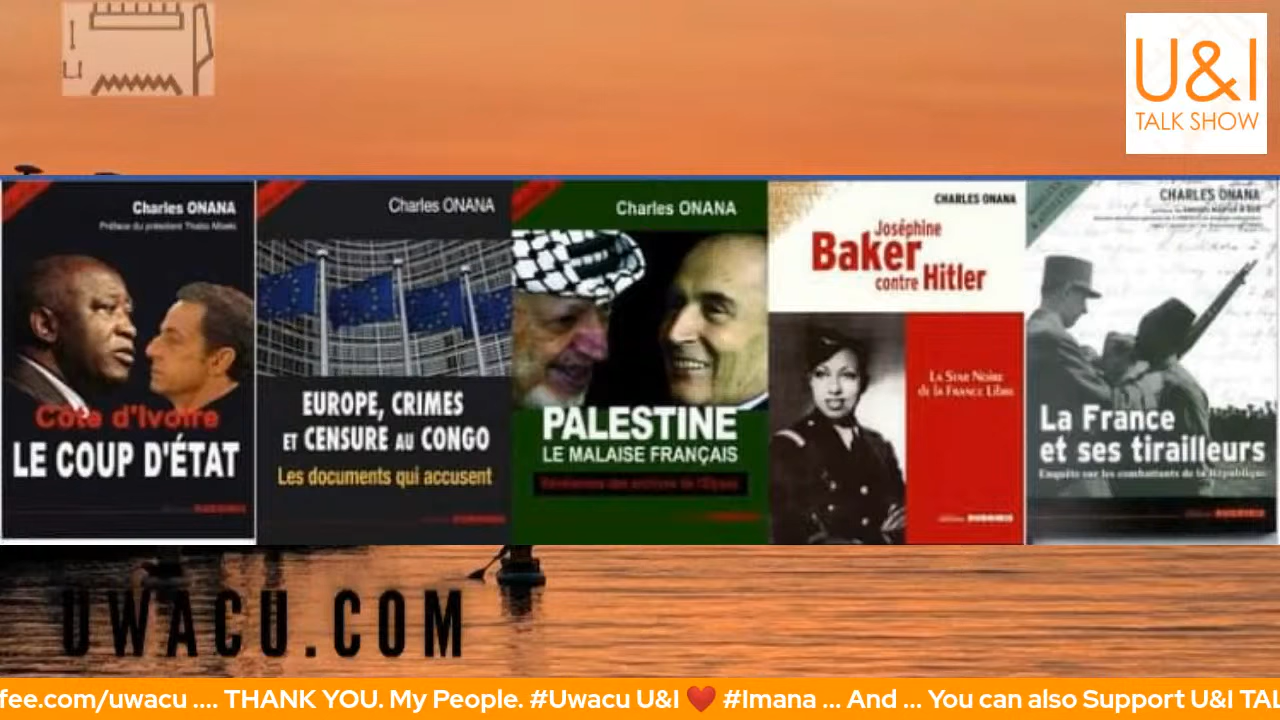 U&I
TALK SHOW
Charles ONANA
Préface du président Thabo Mbeki
Côte d'Ivoire
LE COUP D'ÉTAT
Charles ONANA
EUROPE, CRIMES
ET CENSURE AU CONGO
Les documents qui accusent
Charles ONANA
PALESTINE
LE MALAISE FRANÇAIS
CHARLES ONANA
Joséphine
Baker
contre Hitler
LA STAR NOIRE
de la FRANCE LIBRE
éditions DUBOIRIS
CHARLES ONANA
La France
et ses tirailleurs
Enquête sur les combattants de la République
UWACU.COM
fee.com/uwacu .... THANK YOU. My People. #Uwacu U&I ❤️ #Imana ... And ... You can also Support U&I TAL